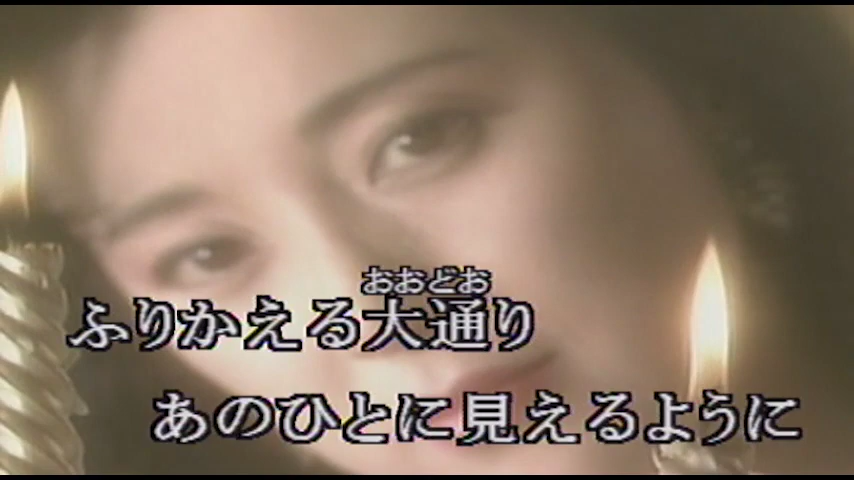 おおどお
ふりかえる大通り
あのひとに見えるように